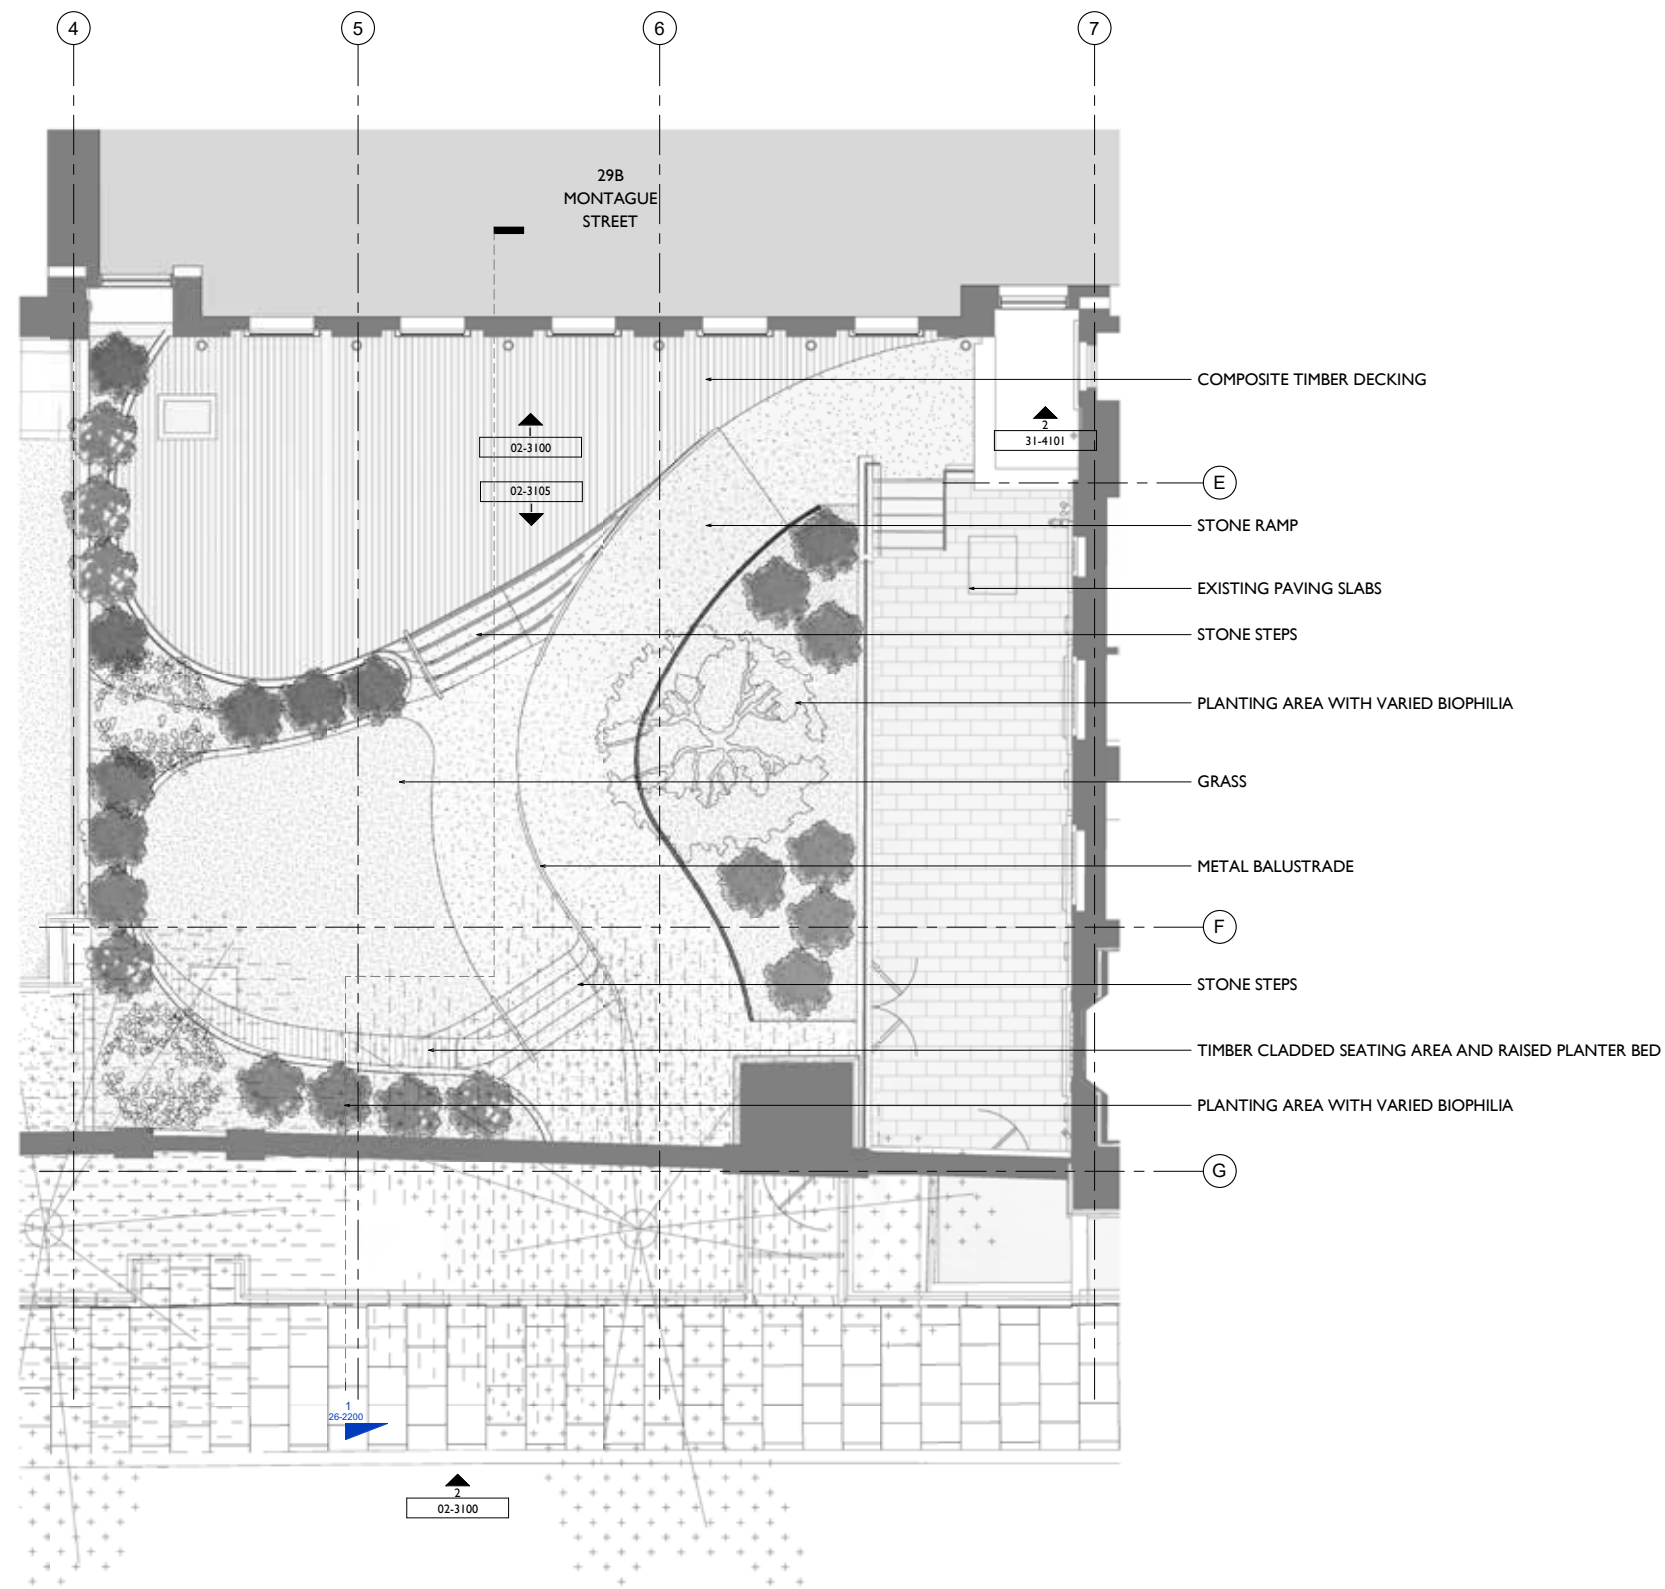 4
5
6
7
29B
MONTAGUE
STREET
COMPOSITE TIMBER DECKING
2
31-4101
02-3100
E
02-3105
STONE RAMP
EXISTING PAVING SLABS
STONE STEPS
PLANTING AREA WITH VARIED BIOPHILIA
GRASS
METAL BALUSTRADE
F
STONE STEPS
TIMBER CLADDED SEATING AREA AND RAISED PLANTER BED
PLANTING AREA WITH VARIED BIOPHILIA
G
1
26-2200
2
02-3100